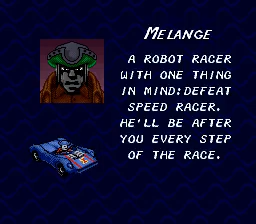 Melange
A ROBOT RACER
WITH ONE THING
IN MIND:DEFEAT
SPEED RACER.
HE'LL BE AFTER
YOU EVERY STEP
OF THE RACE.